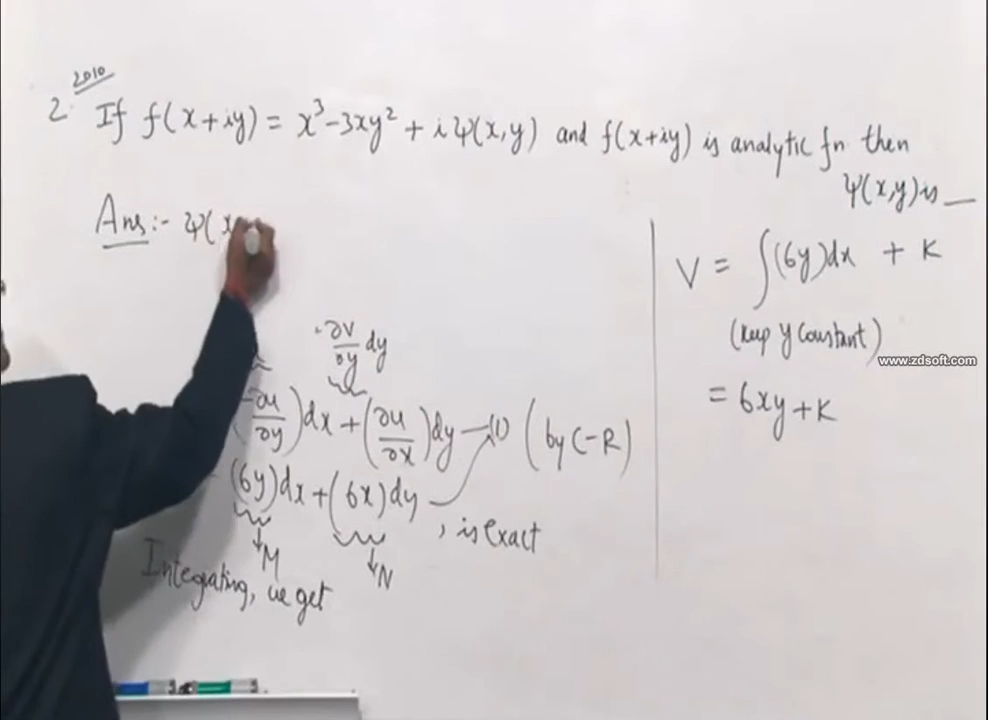 2010
2. If f(x+iy) = x³-3xy² + iψ(x,y) and f(x+iy) is analytic fn then
ψ(x,y) is __
Ans:- ψ(x
∂V/∂y dy
-∂u/∂y)dx + (∂u/∂x)dy —(1) (by C-R)
(6y)dx + (6x)dy , is exact
M
N
Integrating, we get
V = ∫(6y)dx + K
(keep y constant)
= 6xy + K
www.zdsoft.com